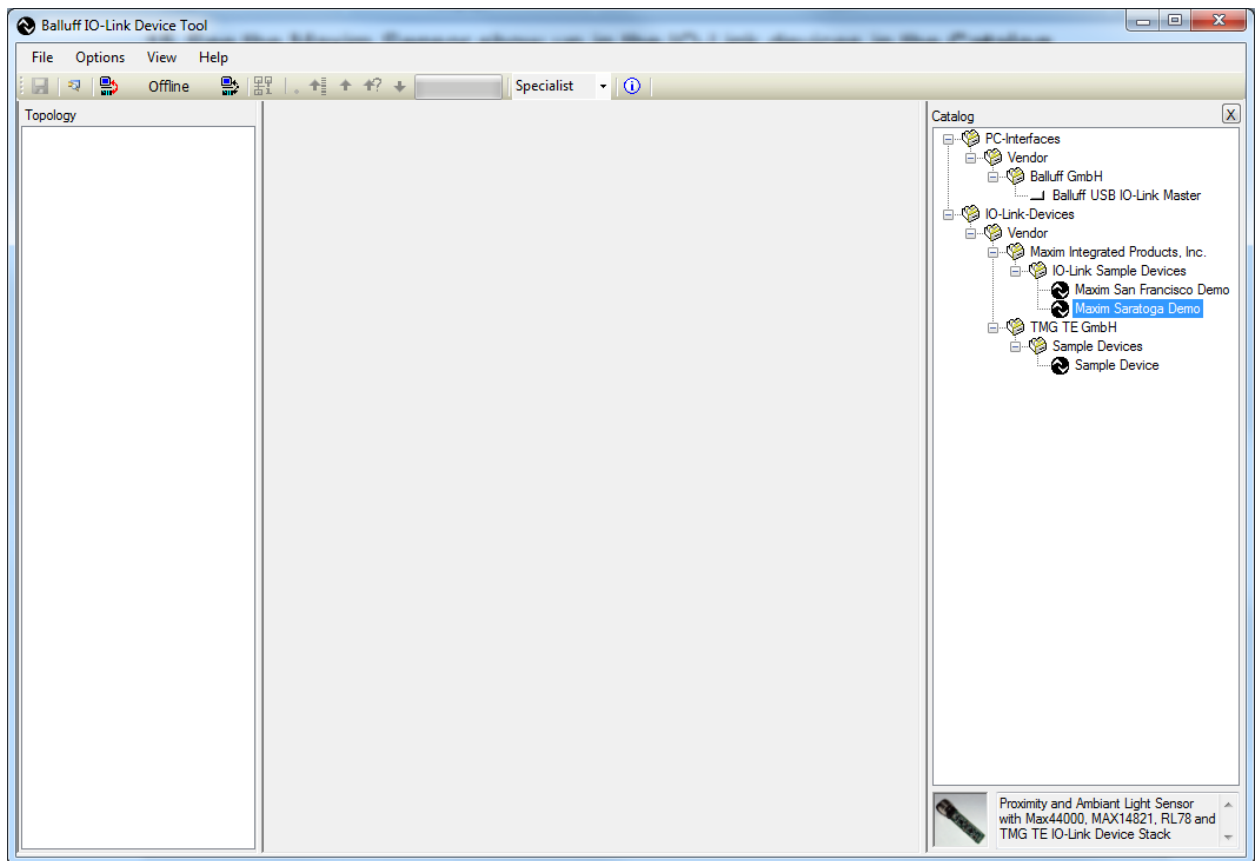 Balluff IO-Link Device Tool
File Options View Help
Offline Specialist
Topology
Catalog X
PC-Interfaces
Vendor
Balluff GmbH
Balluff USB IO-Link Master
IO-Link-Devices
Vendor
Maxim Integrated Products, Inc.
IO-Link Sample Devices
Maxim San Francisco Demo
Maxim Saratoga Demo
TMG TE GmbH
Sample Devices
Sample Device
Proximity and Ambiant Light Sensor
with Max44000, MAX14821, RL78 and
TMG TE IO-Link Device Stack